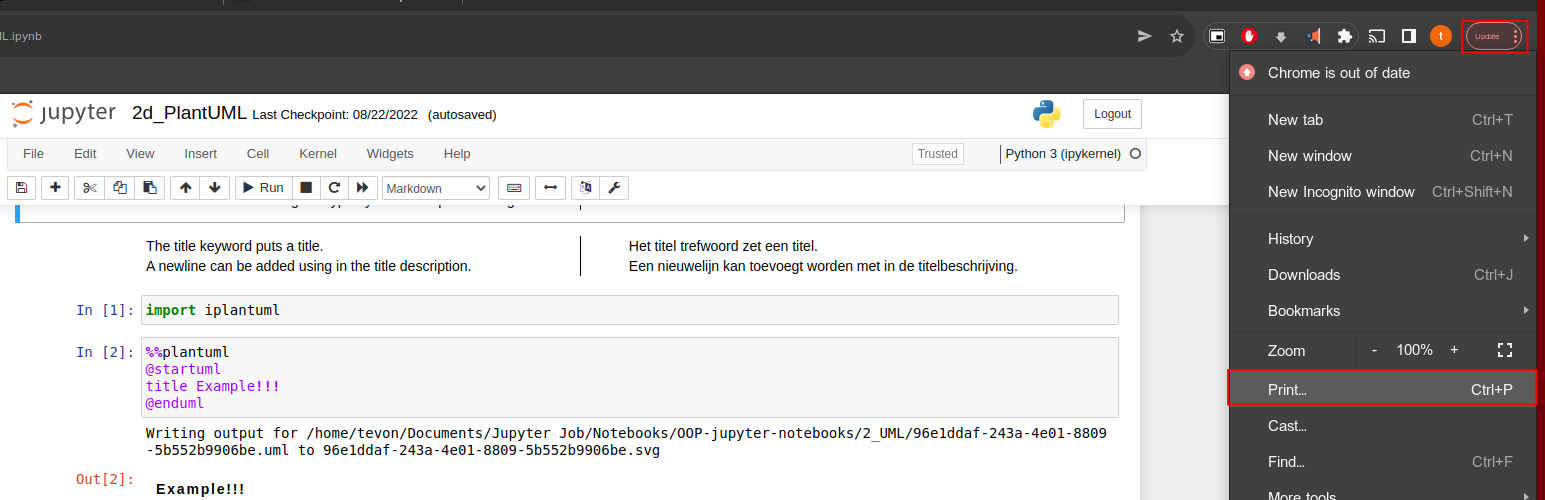 ML.ipynb
t
Update
Chrome is out of date
New tab Ctrl+T
New window Ctrl+N
New Incognito window Ctrl+Shift+N
History
Downloads Ctrl+J
Bookmarks
Zoom - 100% +
Print... Ctrl+P
Cast...
Find... Ctrl+F
More tools
jupyter 2d_PlantUML Last Checkpoint: 08/22/2022 (autosaved)
Logout
File Edit View Insert Cell Kernel Widgets Help
Trusted
Python 3 (ipykernel)
Run
Markdown
The title keyword puts a title.
A newline can be added using in the title description.
Het titel trefwoord zet een titel.
Een nieuwelijn kan toevoegt worden met in de titelbeschrijving.
In [1]: import iplantuml
In [2]: %%plantuml
@startuml
title Example!!!
@enduml
Writing output for /home/tevon/Documents/Jupyter Job/Notebooks/OOP-jupyter-notebooks/2_UML/96e1ddaf-243a-4e01-8809
-5b552b9906be.uml to 96e1ddaf-243a-4e01-8809-5b552b9906be.svg
Out[2]:
Example!!!